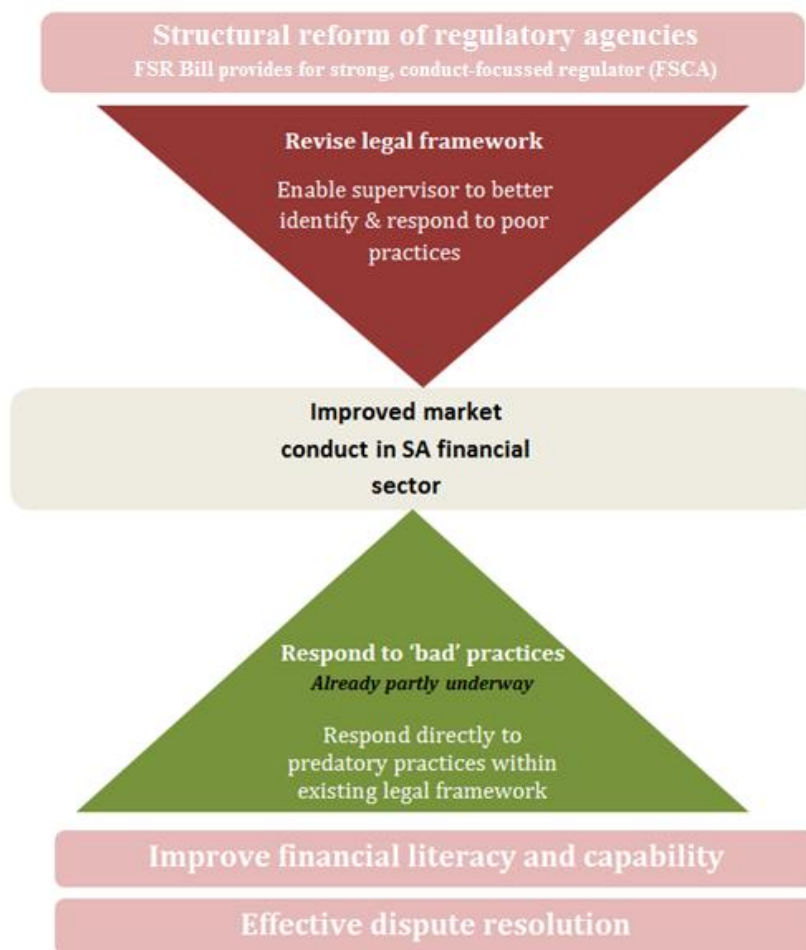 Structural reform of regulatory agencies
FSR Bill provides for strong, conduct-focussed regulator (FSCA)
Revise legal framework
Enable supervisor to better
identify & respond to poor
practices
Improved market
conduct in SA financial
sector
Respond to ‘bad’ practices
Already partly underway
Respond directly to
predatory practices within
existing legal framework
Improve financial literacy and capability
Effective dispute resolution